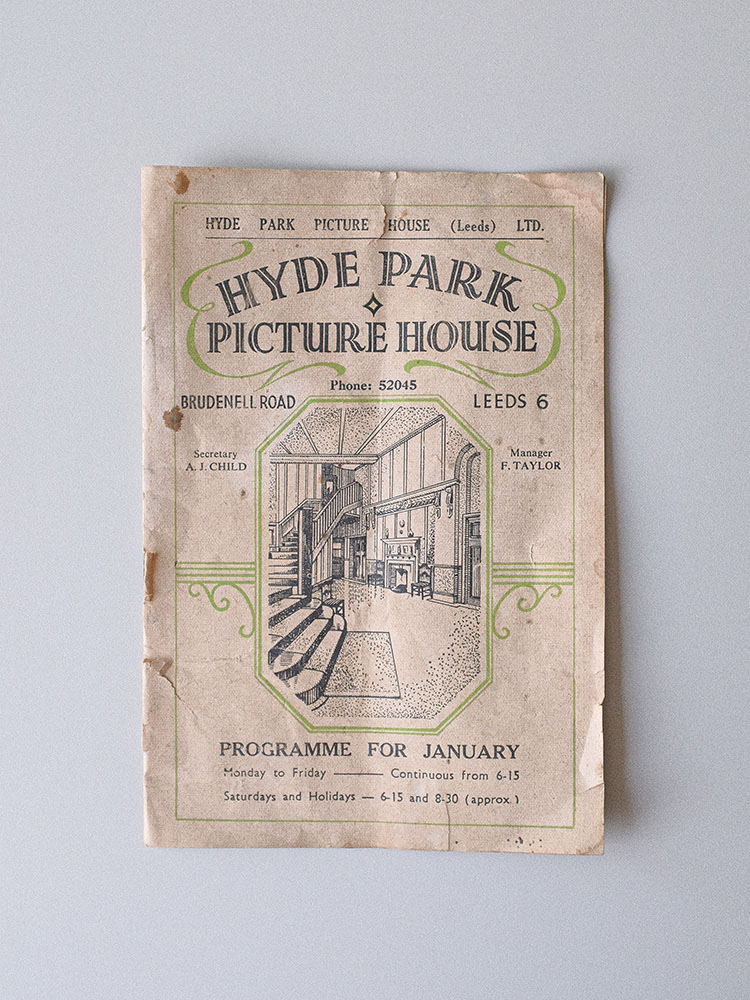 HYDE PARK PICTURE HOUSE (Leeds) LTD.
HYDE PARK
PICTURE HOUSE
Phone: 52045
BRUDENELL ROAD LEEDS 6
Secretary Manager
A. J. CHILD F. TAYLOR
PROGRAMME FOR JANUARY
Monday to Friday —— Continuous from 6-15
Saturdays and Holidays — 6-15 and 8-30 (approx.)